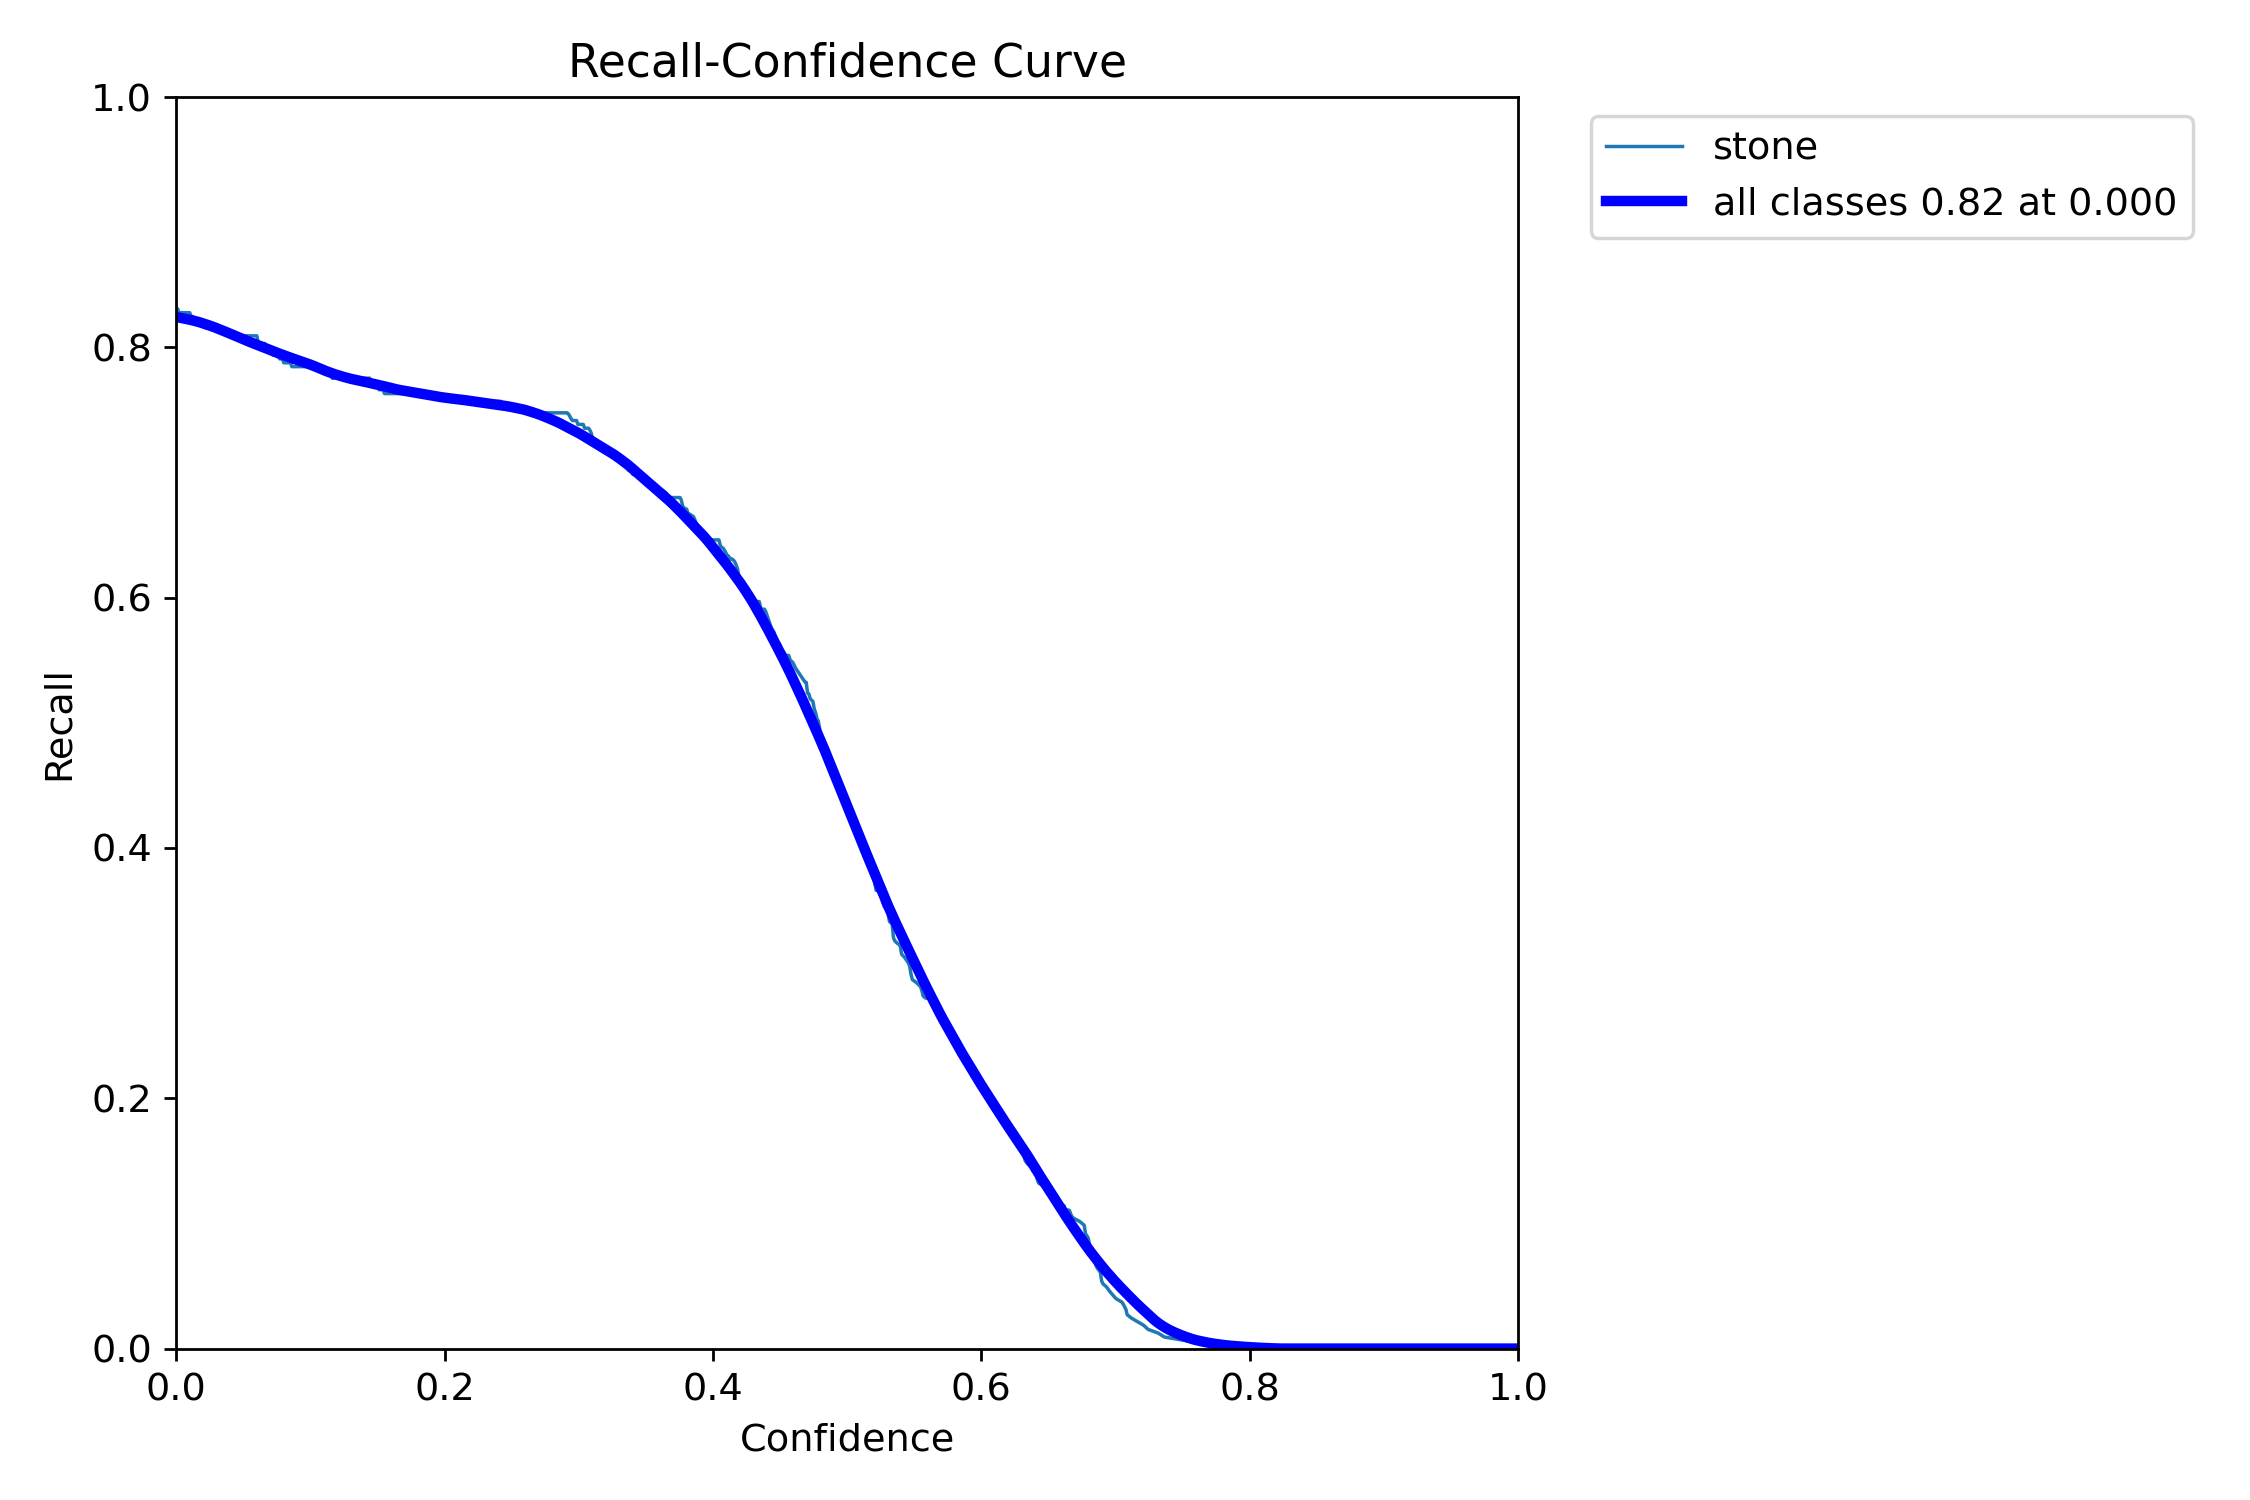 Recall-Confidence Curve
1.0
0.8
0.6
0.4
0.2
0.0
Recall
0.0 0.2 0.4 0.6 0.8 1.0
Confidence
stone
all classes 0.82 at 0.000